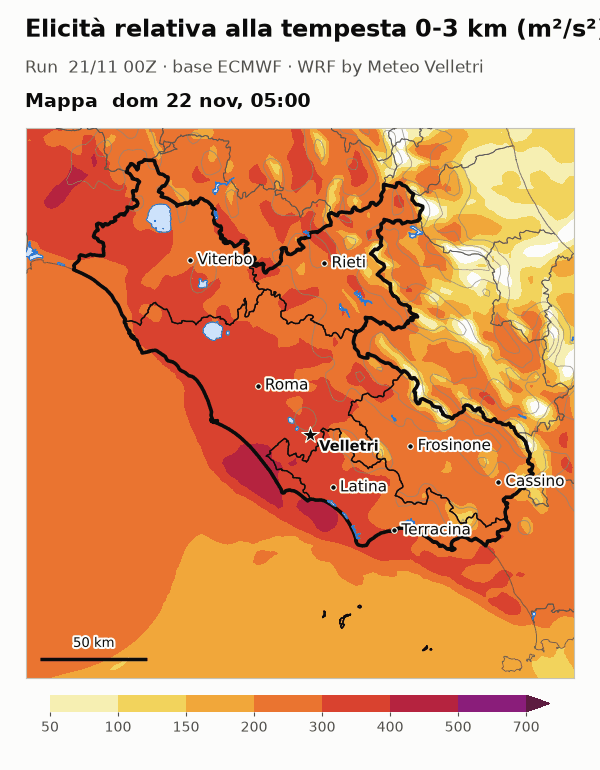 Elicità relativa alla tempesta 0-3 km (m²/s²)
Run  21/11 00Z · base ECMWF · WRF by Meteo Velletri
Mappa  dom 22 nov, 05:00
Viterbo
Rieti
Roma
Velletri
Frosinone
Latina
Cassino
Terracina
50 km
50 100 150 200 300 400 500 700